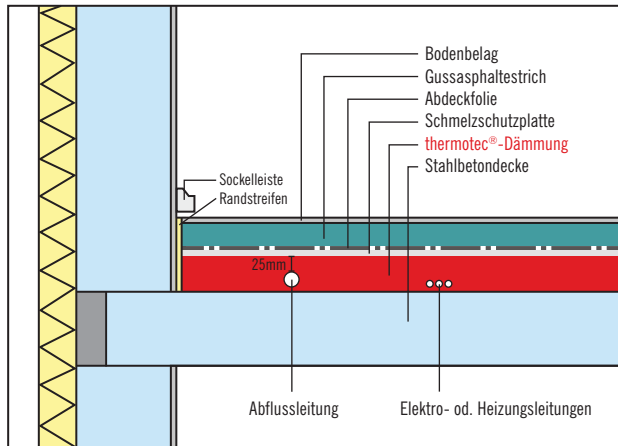 Bodenbelag
Gussasphaltestrich
Abdeckfolie
Schmelzschutzplatte
thermotec®-Dämmung
Stahlbetondecke
Sockelleiste
Randstreifen
25mm
Abflussleitung
Elektro- od. Heizungsleitungen